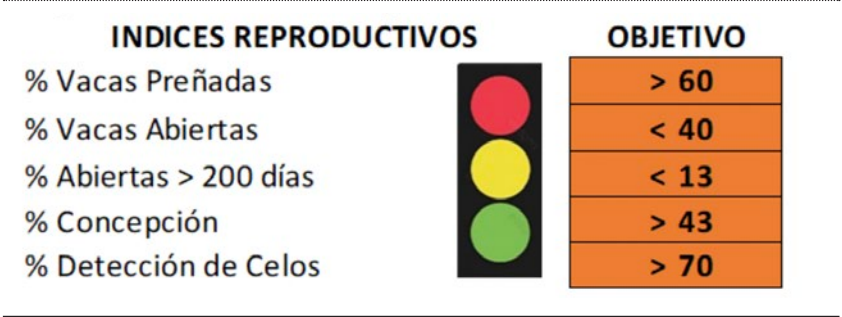 INDICES REPRODUCTIVOS OBJETIVO
% Vacas Preñadas > 60
% Vacas Abiertas < 40
% Abiertas > 200 días < 13
% Concepción > 43
% Detección de Celos > 70